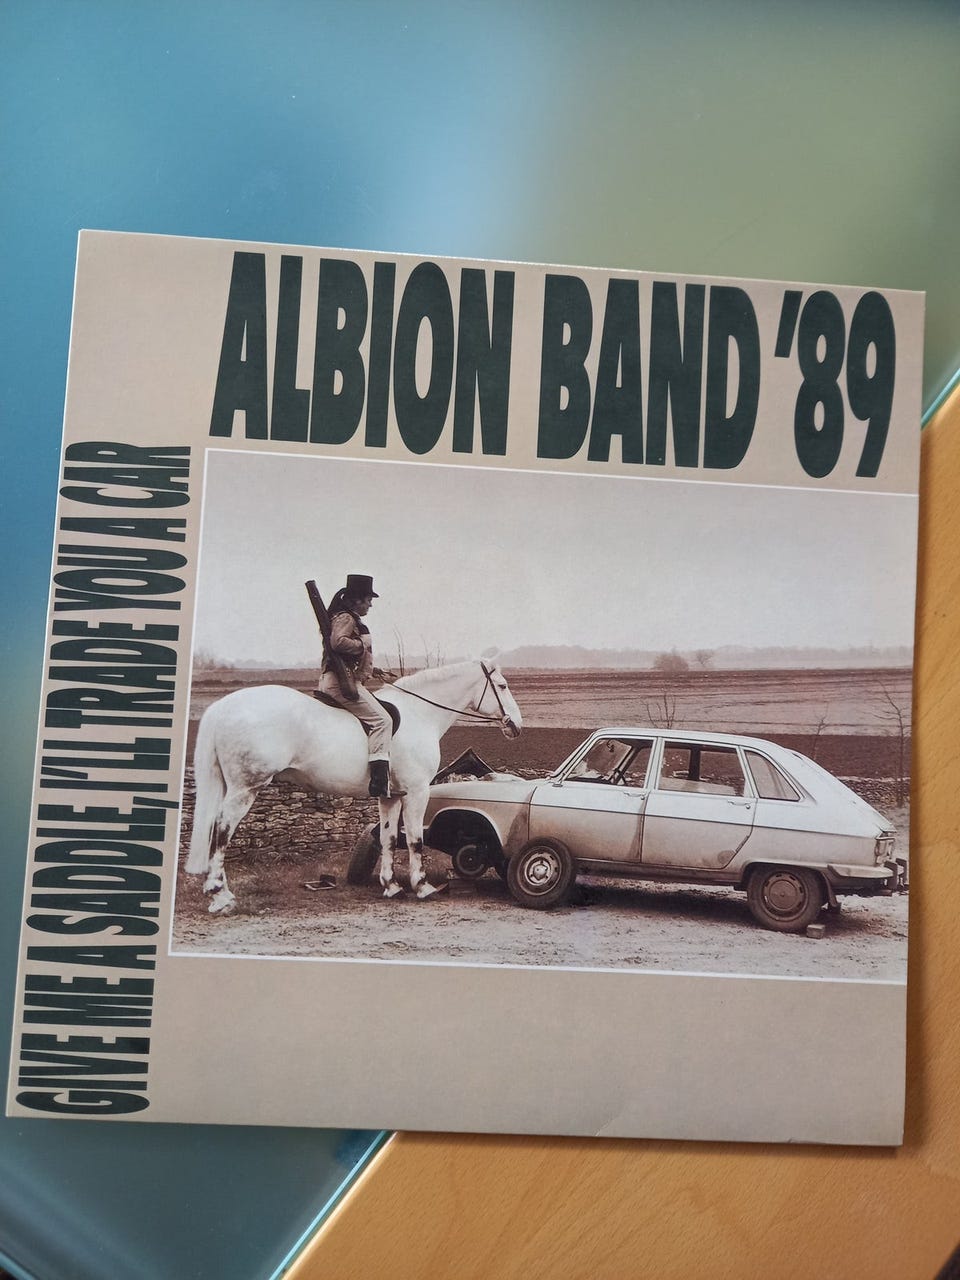 ALBION BAND '89
GIVE ME A SADDLE, I'LL TRADE YOU A CAR